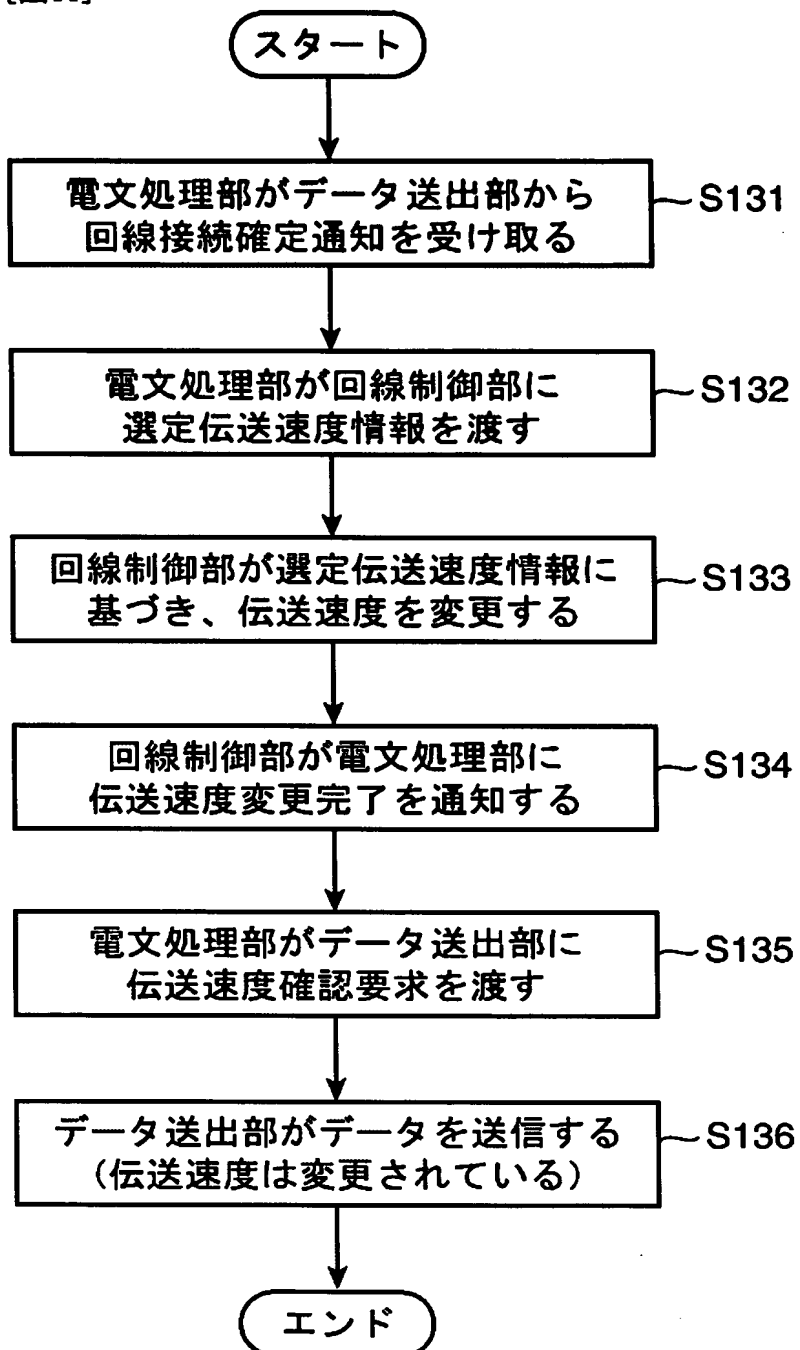 スタート
電文処理部がデータ送出部から
回線接続確定通知を受け取る
S131
電文処理部が回線制御部に
選定伝送速度情報を渡す
S132
回線制御部が選定伝送速度情報に
基づき、伝送速度を変更する
S133
回線制御部が電文処理部に
伝送速度変更完了を通知する
S134
電文処理部がデータ送出部に
伝送速度確認要求を渡す
S135
データ送出部がデータを送信する
(伝送速度は変更されている)
S136
エンド